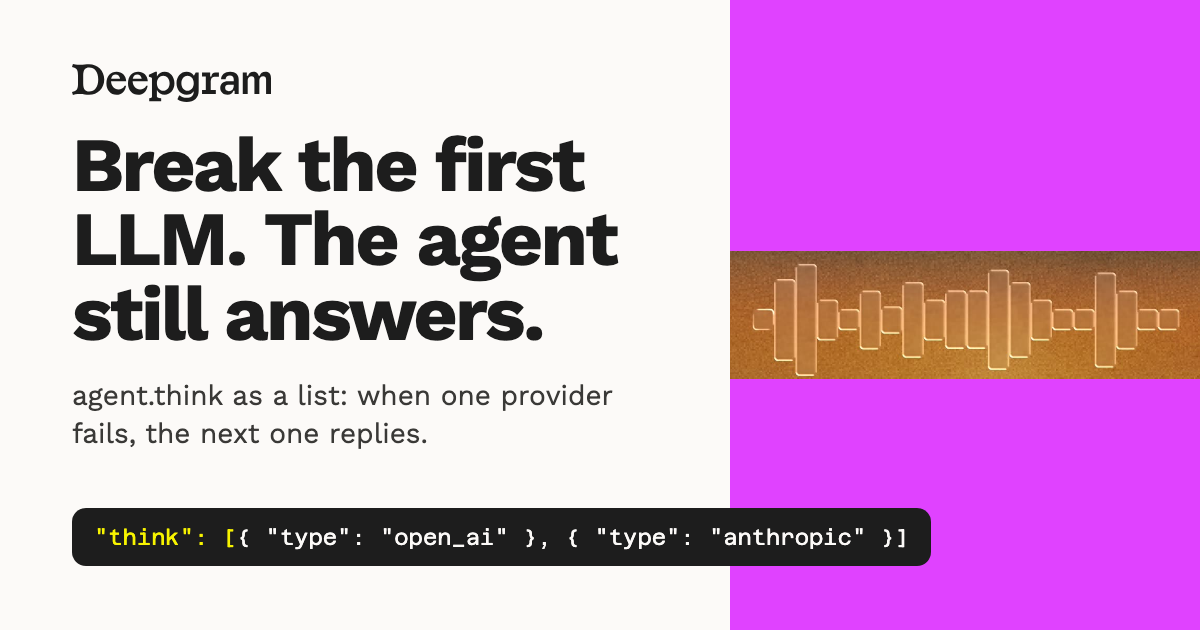 Deepgram
Break the first
LLM. The agent
still answers.
agent.think as a list: when one provider
fails, the next one replies.
"think": [{ "type": "open_ai" }, { "type": "anthropic" }]